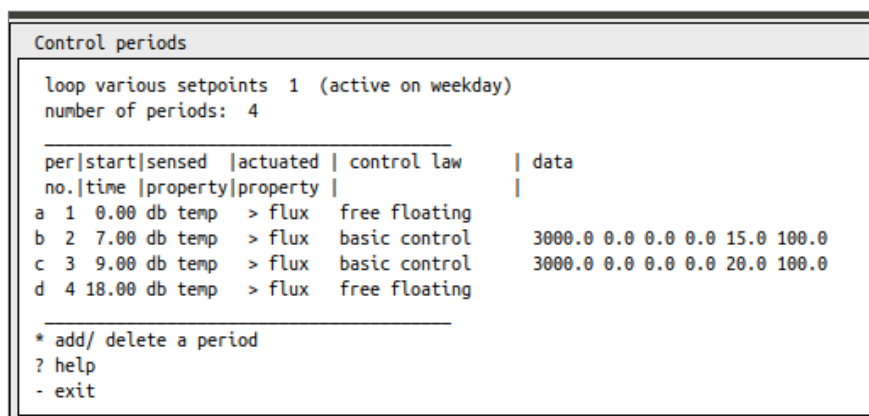 Control periods
loop various setpoints  1  (active on weekday)
number of periods:  4
per|start|sensed  |actuated | control law     | data
no.|time |property|property |                 |
a  1  0.00 db temp   > flux   free floating
b  2  7.00 db temp   > flux   basic control      3000.0 0.0 0.0 0.0 15.0 100.0
c  3  9.00 db temp   > flux   basic control      3000.0 0.0 0.0 0.0 20.0 100.0
d  4 18.00 db temp   > flux   free floating
* add/ delete a period
? help
- exit